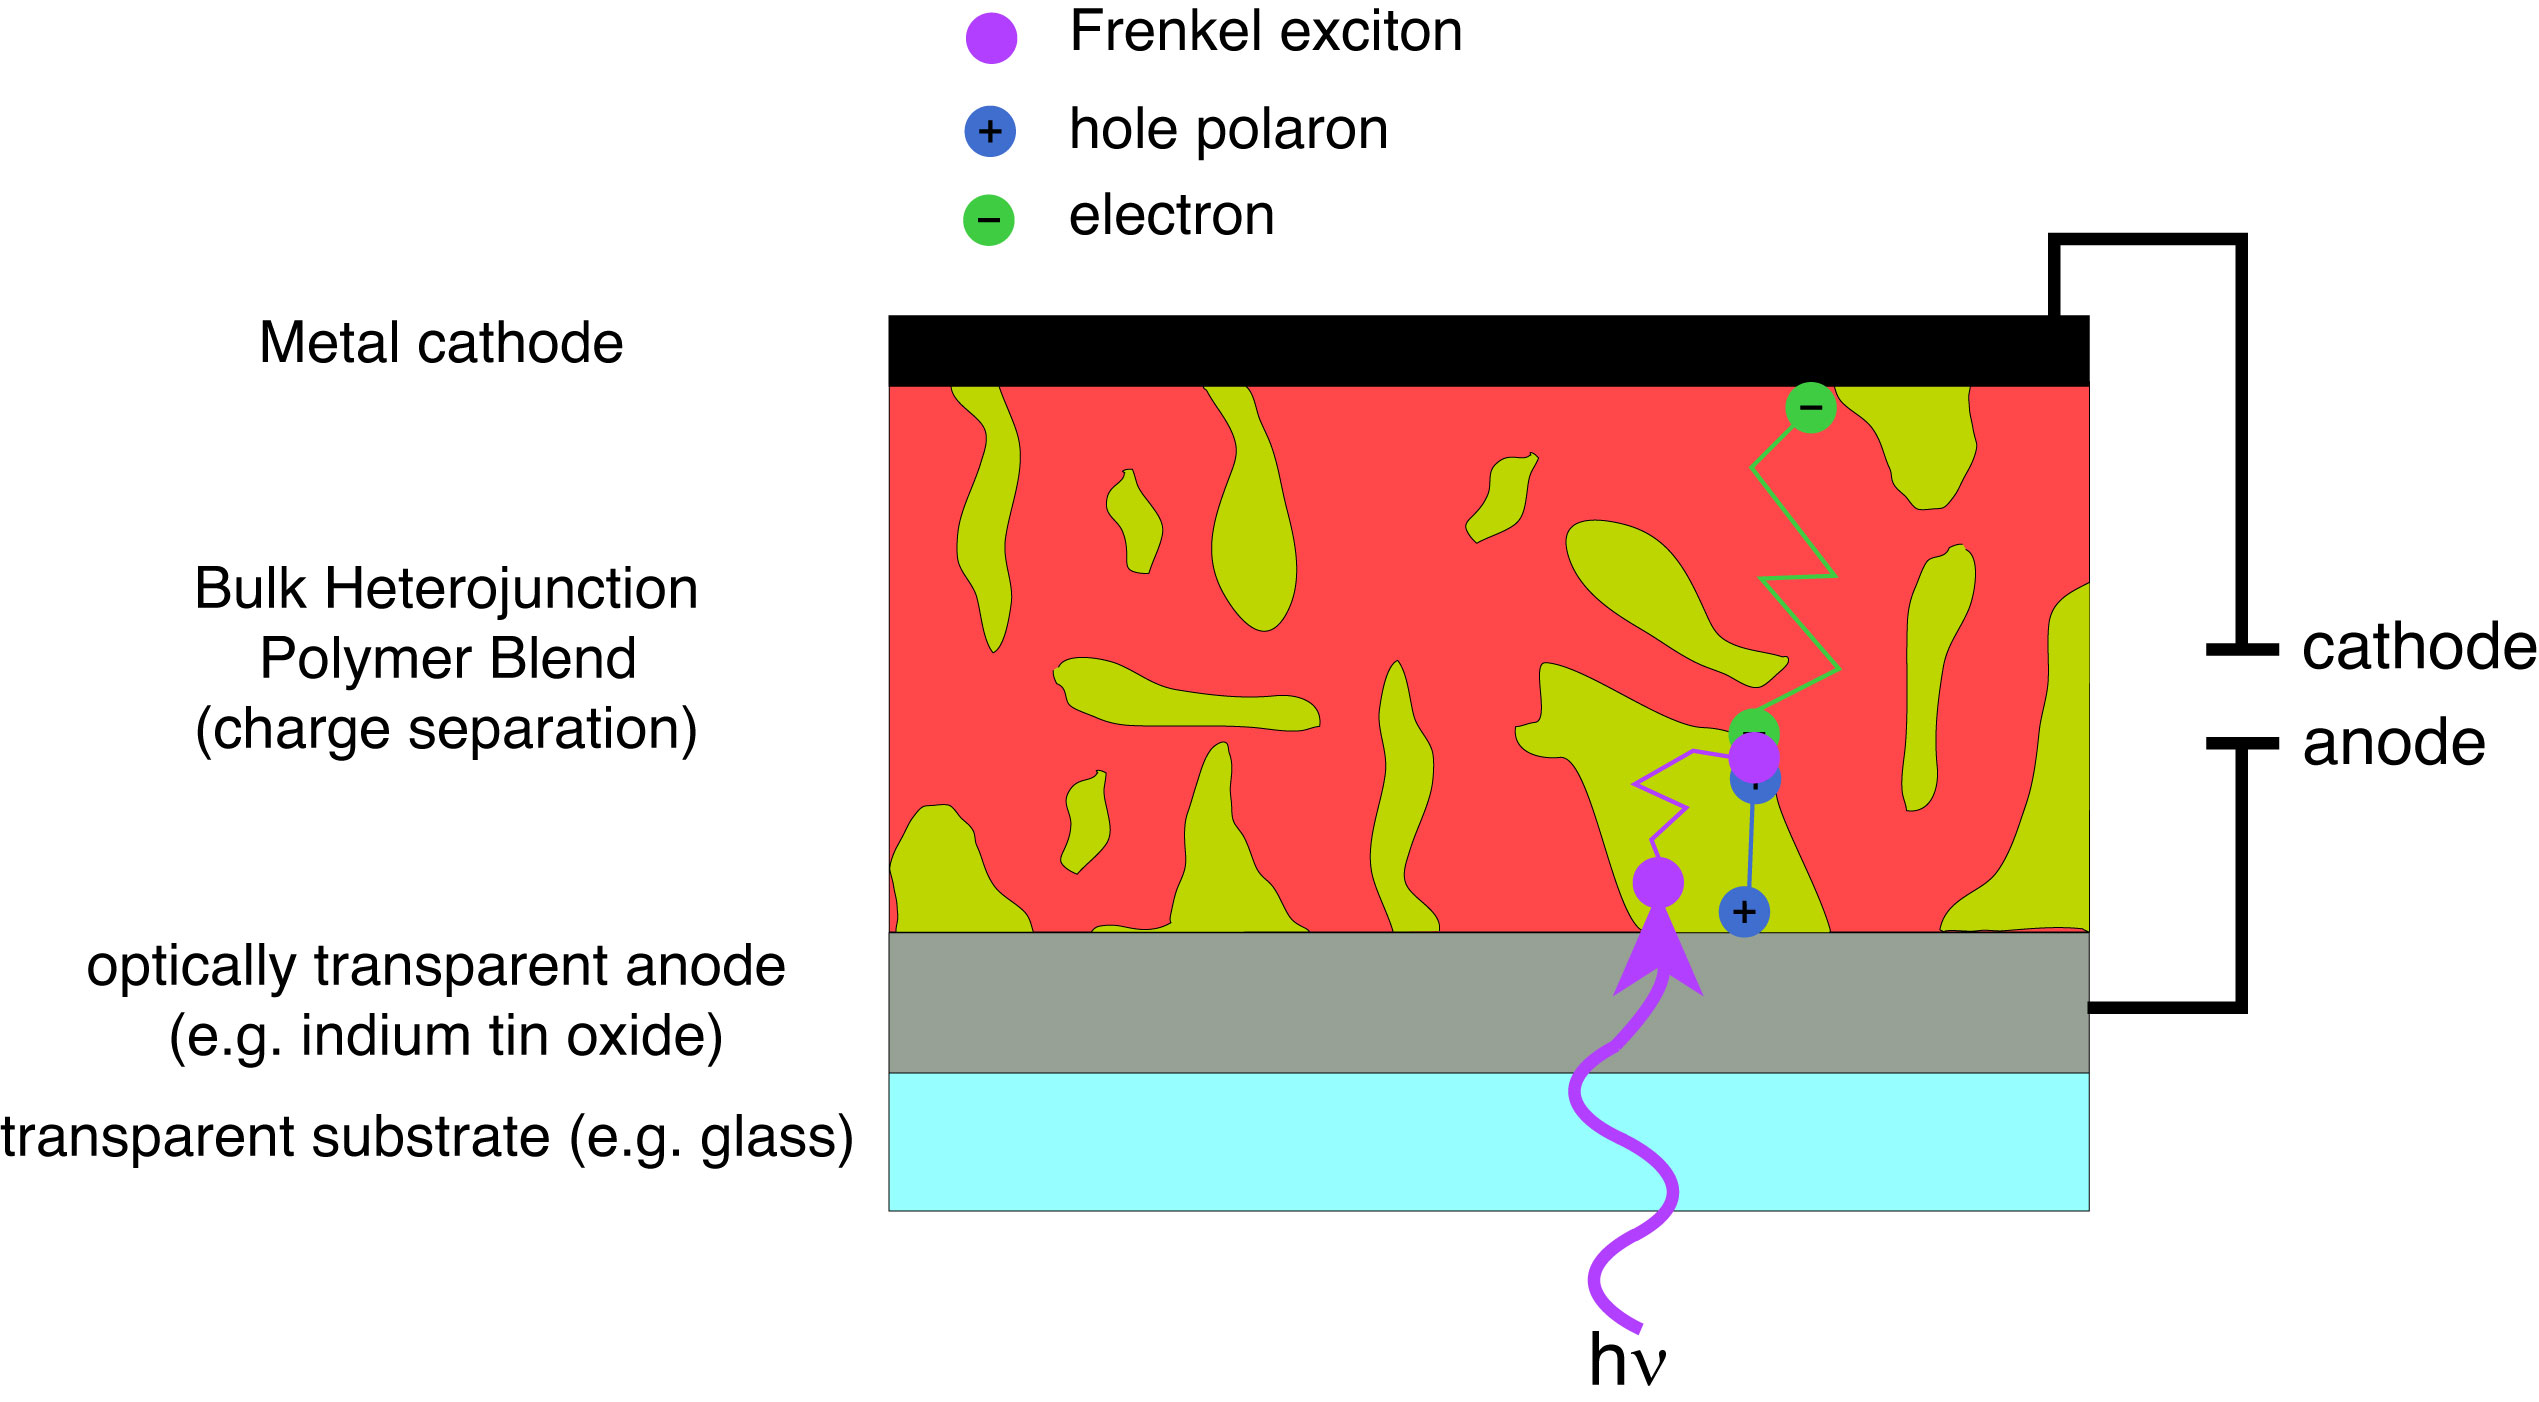 Frenkel exciton
+ hole polaron
− electron
Metal cathode
−
Bulk Heterojunction
Polymer Blend
(charge separation)
cathode
anode
−
+
+
optically transparent anode
(e.g. indium tin oxide)
transparent substrate (e.g. glass)
hν